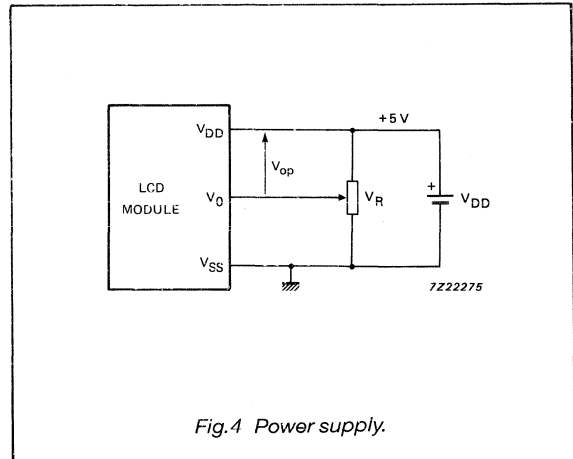 +5 V
V_DD
V_op
LCD
MODULE
V_0
V_R
+
V_DD
V_SS
7Z22275
Fig.4 Power supply.